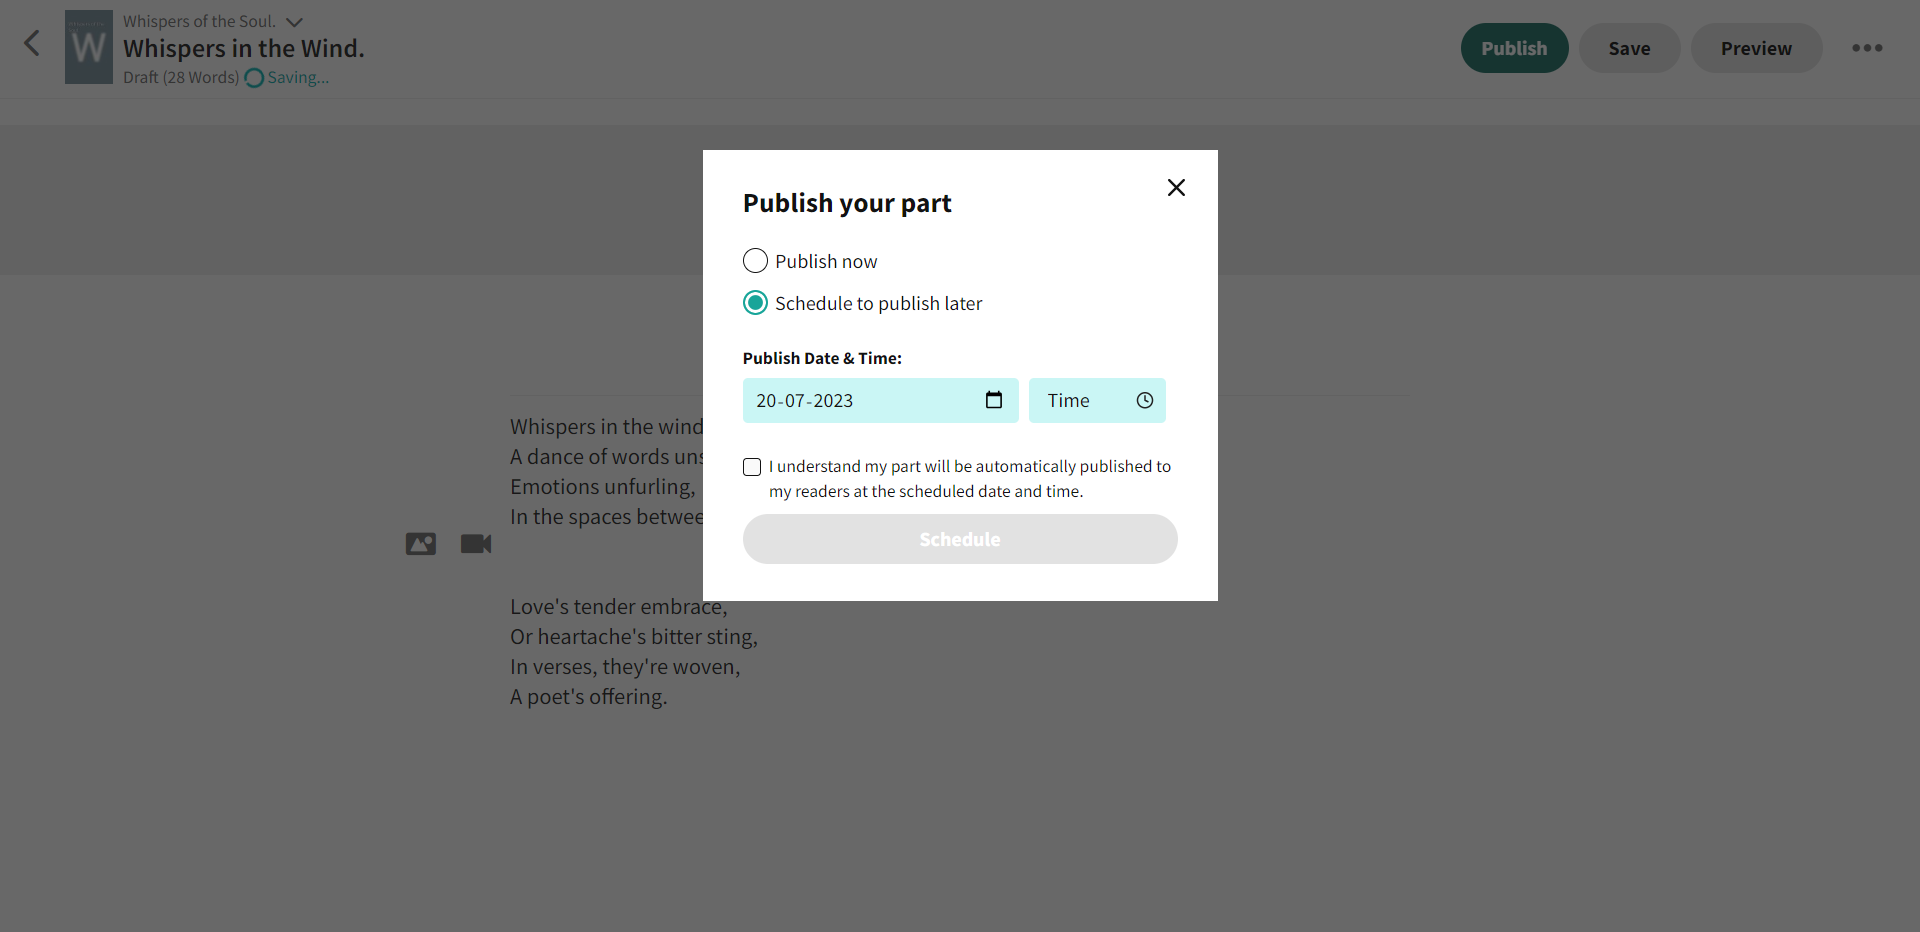 Whispers of the Soul.
W
Whispers in the Wind.
Draft (28 Words) Saving...
Publish
Save
Preview
Publish your part
Publish now
Schedule to publish later
Publish Date & Time:
20-07-2023
Time
I understand my part will be automatically published to
my readers at the scheduled date and time.
Schedule
Whispers in the wind
A dance of words
Emotions unfurling,
In the spaces
Love's tender embrace,
Or heartache's bitter sting,
In verses, they're woven,
A poet's offering.